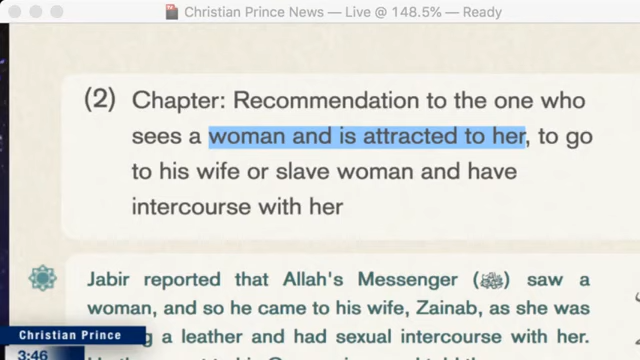 Christian Prince News — Live @ 148.5% — Ready
(2) Chapter: Recommendation to the one who
sees a woman and is attracted to her, to go
to his wife or slave woman and have
intercourse with her
Jabir reported that Allah's Messenger (ﷺ) saw a
woman, and so he came to his wife, Zainab, as she was
a leather and had sexual intercourse with her.
Christian Prince
3:46